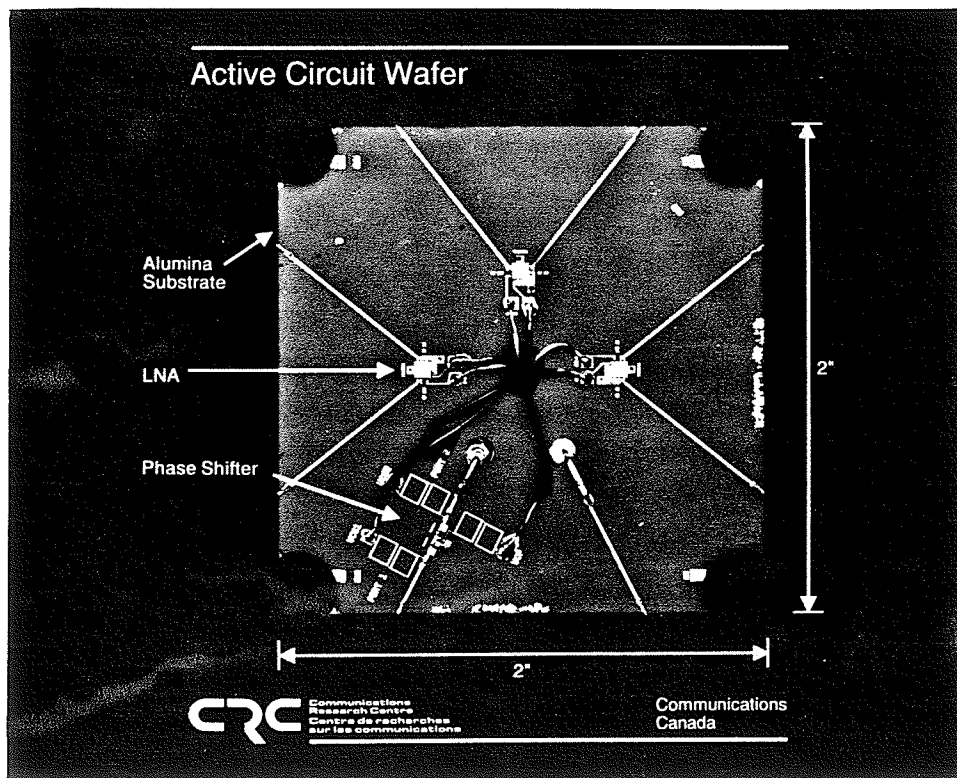 Active Circuit Wafer
Alumina
Substrate
LNA
Phase Shifter
2"
2"
CRC
Communications
Research Centre
Centre de recherches
sur les communications
Communications
Canada